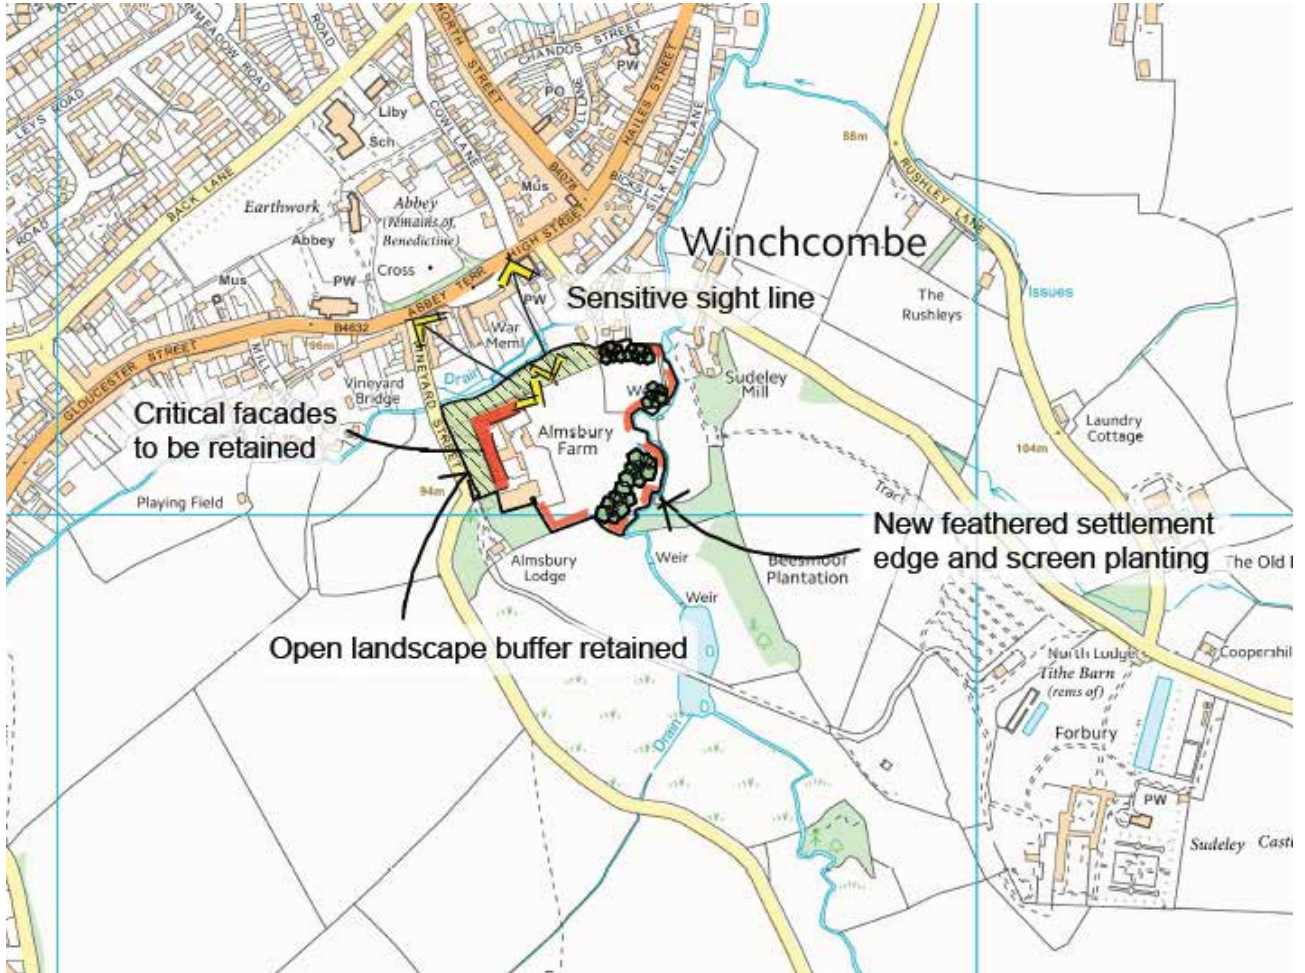 NORTH STREET
CHANDOS STREET
PW
ROAD
PO
Liby
Sch
COWL LANE
HAILES STREET
SILK MILL LANE
88m
RUSHLEY LANE
BACK LANE
B4078
Mus
Earthwork
Abbey
(remains of,
Benedictine)
Abbey
HIGH STREET
Winchcombe
Cross
ABBEY TERR
Mus
PW
PW
Sensitive sight line
The
Rushleys
Issues
B4632
96m
War
Meml
GLOUCESTER STREET
Drain
Vineyard
Bridge
VINEYARD STREET
Sudeley
Mill
Critical facades
to be retained
Almsbury
Farm
Laundry
Cottage
104m
94m
Playing Field
Track
New feathered settlement
edge and screen planting
Almsbury
Lodge
Weir
Beesmoor
Plantation
The Old
Weir
Open landscape buffer retained
North Lodge
Tithe Barn
(rems of)
Coopershill
Drain
Forbury
PW
Sudeley Castl